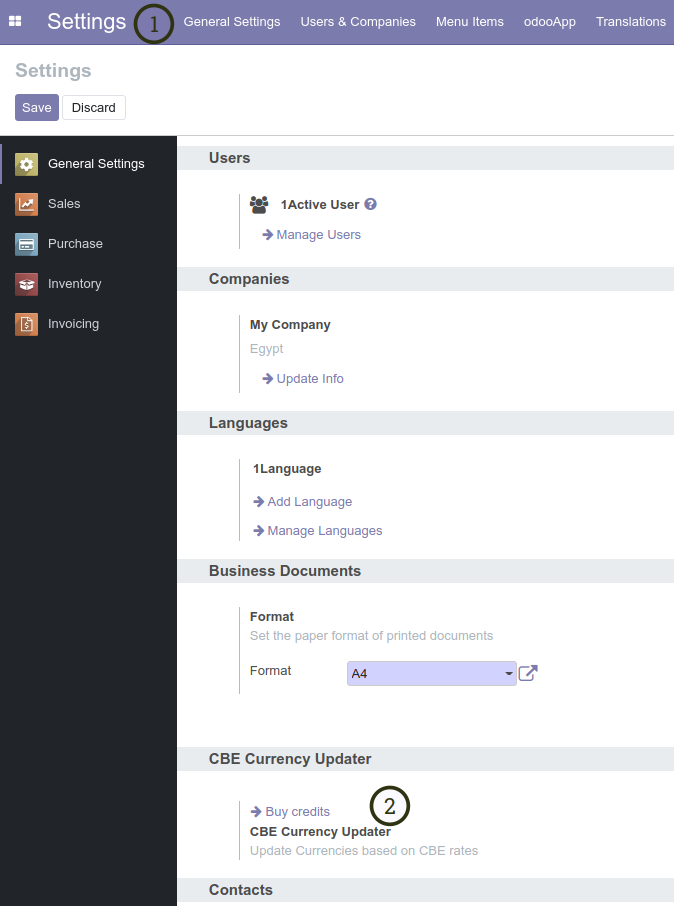 Settings 1 General Settings Users & Companies Menu Items odooApp Translations
Settings
Save Discard
General Settings
Sales
Purchase
Inventory
Invoicing
Users
1Active User ?
Manage Users
Companies
My Company
Egypt
Update Info
Languages
1Language
Add Language
Manage Languages
Business Documents
Format
Set the paper format of printed documents
Format A4
CBE Currency Updater
Buy credits 2
CBE Currency Updater
Update Currencies based on CBE rates
Contacts